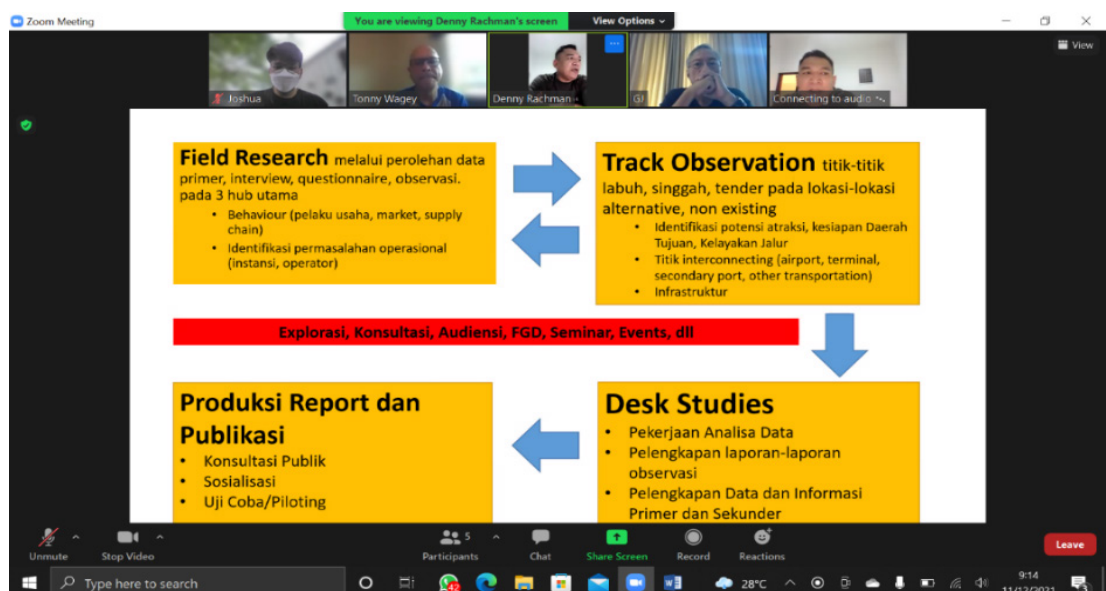 Zoom Meeting
You are viewing Denny Rachman's screen
View Options
View
Joshua
Tonny Wagey
Denny Rachman
GJ
Connecting to audio
Field Research melalui perolehan data
primer, interview, questionnaire, observasi.
pada 3 hub utama
• Behaviour (pelaku usaha, market, supply
chain)
• Identifikasi permasalahan operasional
(instansi, operator)
Track Observation titik-titik
labuh, singgah, tender pada lokasi-lokasi
alternative, non existing
• Identifikasi potensi atraksi, kesiapan Daerah
Tujuan, Kelayakan Jalur
• Titik interconnecting (airport, terminal,
secondary port, other transportation)
• Infrastruktur
Explorasi, Konsultasi, Audiensi, FGD, Seminar, Events, dll
Produksi Report dan
Publikasi
• Konsultasi Publik
• Sosialisasi
• Uji Coba/Piloting
Desk Studies
• Pekerjaan Analisa Data
• Pelengkapan laporan-laporan
observasi
• Pelengkapan Data dan Informasi
Primer dan Sekunder
Unmute
Stop Video
Participants
5
Chat
Share Screen
Record
Reactions
Leave
Type here to search
42
28°C
9:14
11/12/2021
3